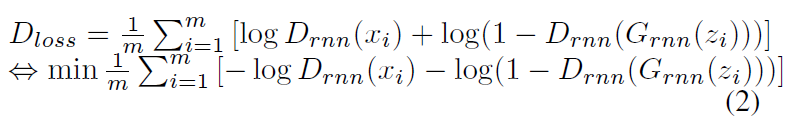 D_{loss} = \frac{1}{m} \sum_{i=1}^{m} [\log D_{rnn}(x_i) + \log(1 − D_{rnn}(G_{rnn}(z_i)))]
⇔ \min \frac{1}{m} \sum_{i=1}^{m} [− \log D_{rnn}(x_i) − \log(1 − D_{rnn}(G_{rnn}(z_i)))]
(2)